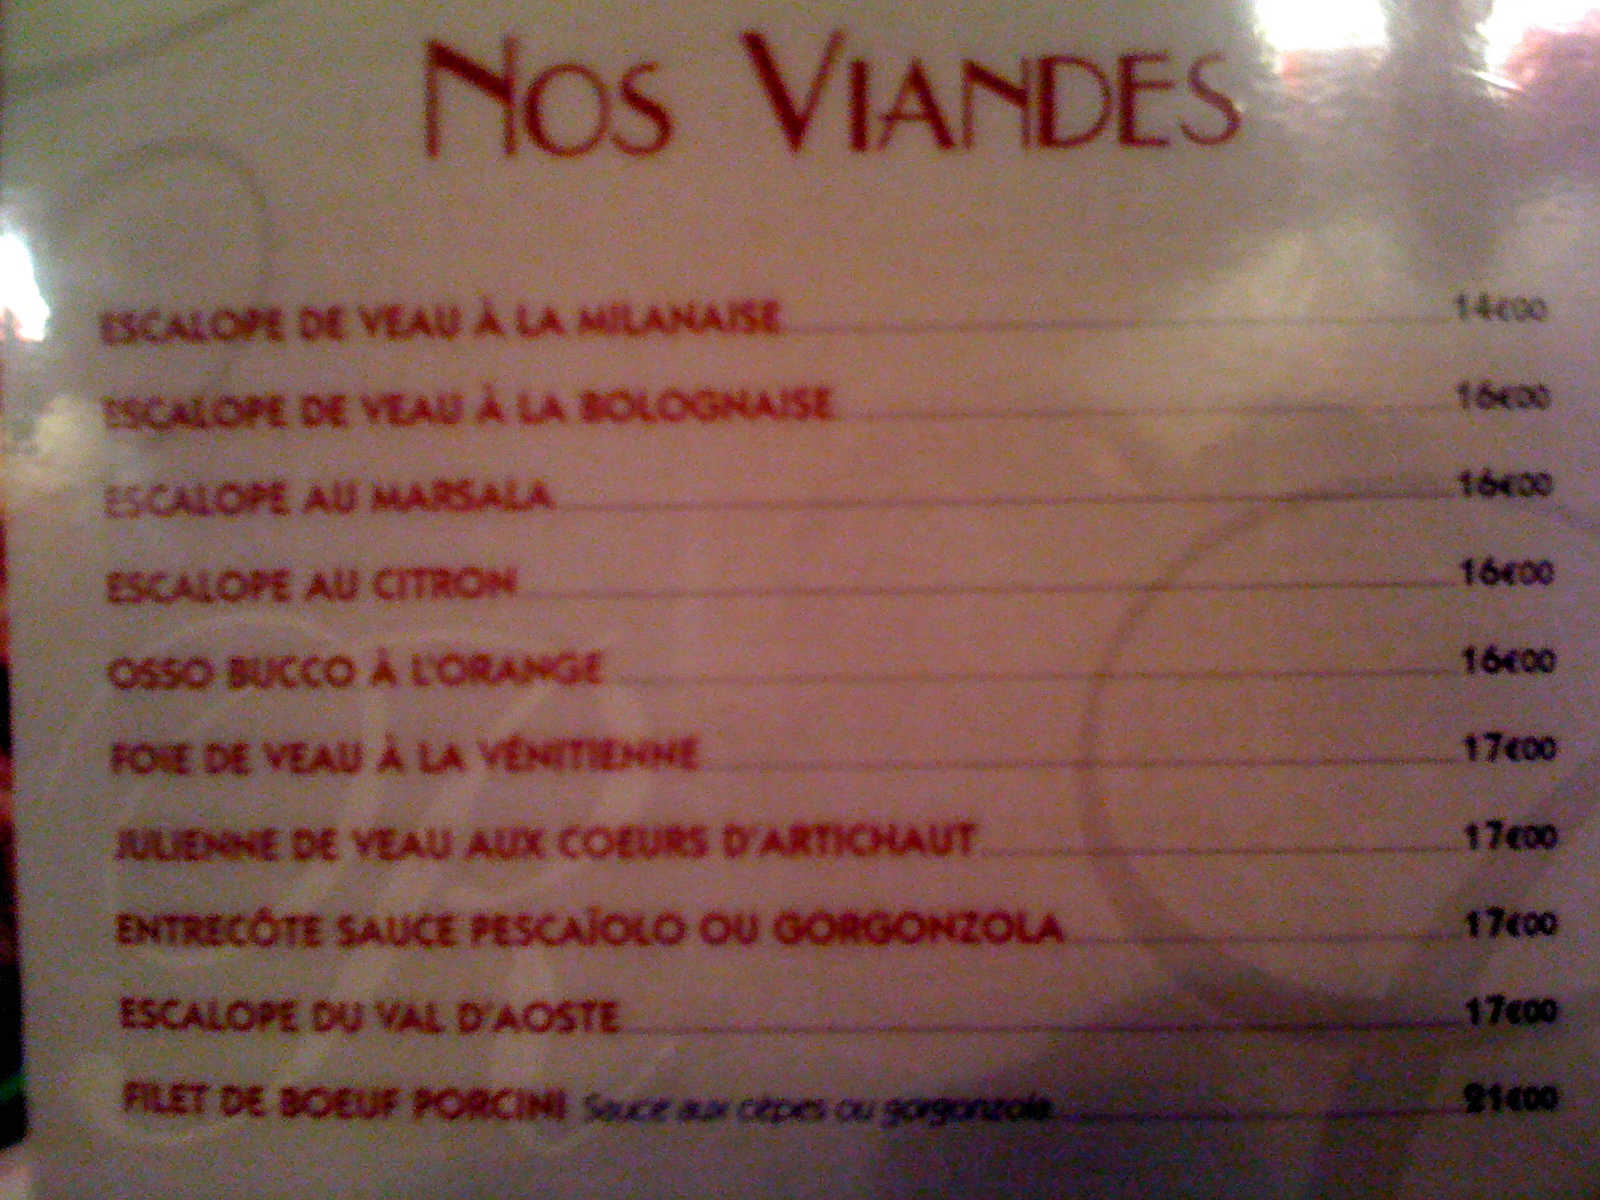 NOS VIANDES
ESCALOPE DE VEAU À LA MILANAISE 14€00
ESCALOPE DE VEAU À LA BOLOGNAISE 16€00
ESCALOPE AU MARSALA 16€00
ESCALOPE AU CITRON 16€00
OSSO BUCCO À L'ORANGE 16€00
FOIE DE VEAU À LA VÉNITIENNE 17€00
JULIENNE DE VEAU AUX COEURS D'ARTICHAUT 17€00
ENTRECÔTE SAUCE PESCAÏOLO OU GORGONZOLA 17€00
ESCALOPE DU VAL D'AOSTE 17€00
FILET DE BOEUF PORCINI Sauce aux cèpes ou gorgonzola 21€00